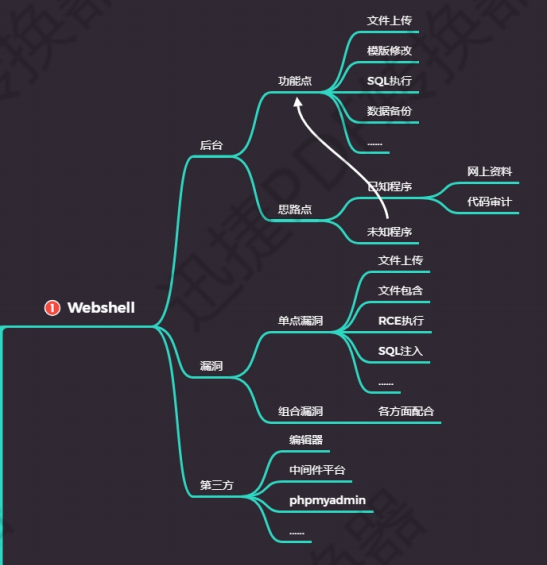 文件上传
模版修改
功能点
SQL执行
数据备份
......
后台
网上资料
已知程序
代码审计
思路点
未知程序
文件上传
文件包含
① Webshell
单点漏洞
RCE执行
SQL注入
漏洞
......
组合漏洞
各方面配合
编辑器
中间件平台
第三方
phpmyadmin
......